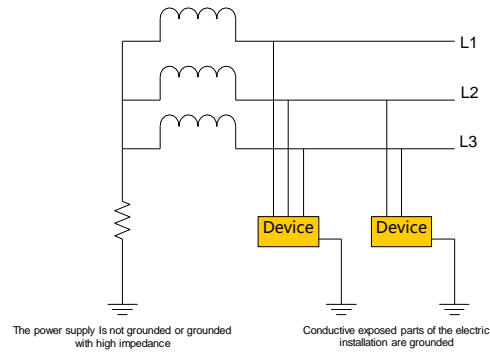 L1
L2
L3
Device
Device
The power supply Is not grounded or grounded
with high impedance
Conductive exposed parts of the electric
installation are grounded